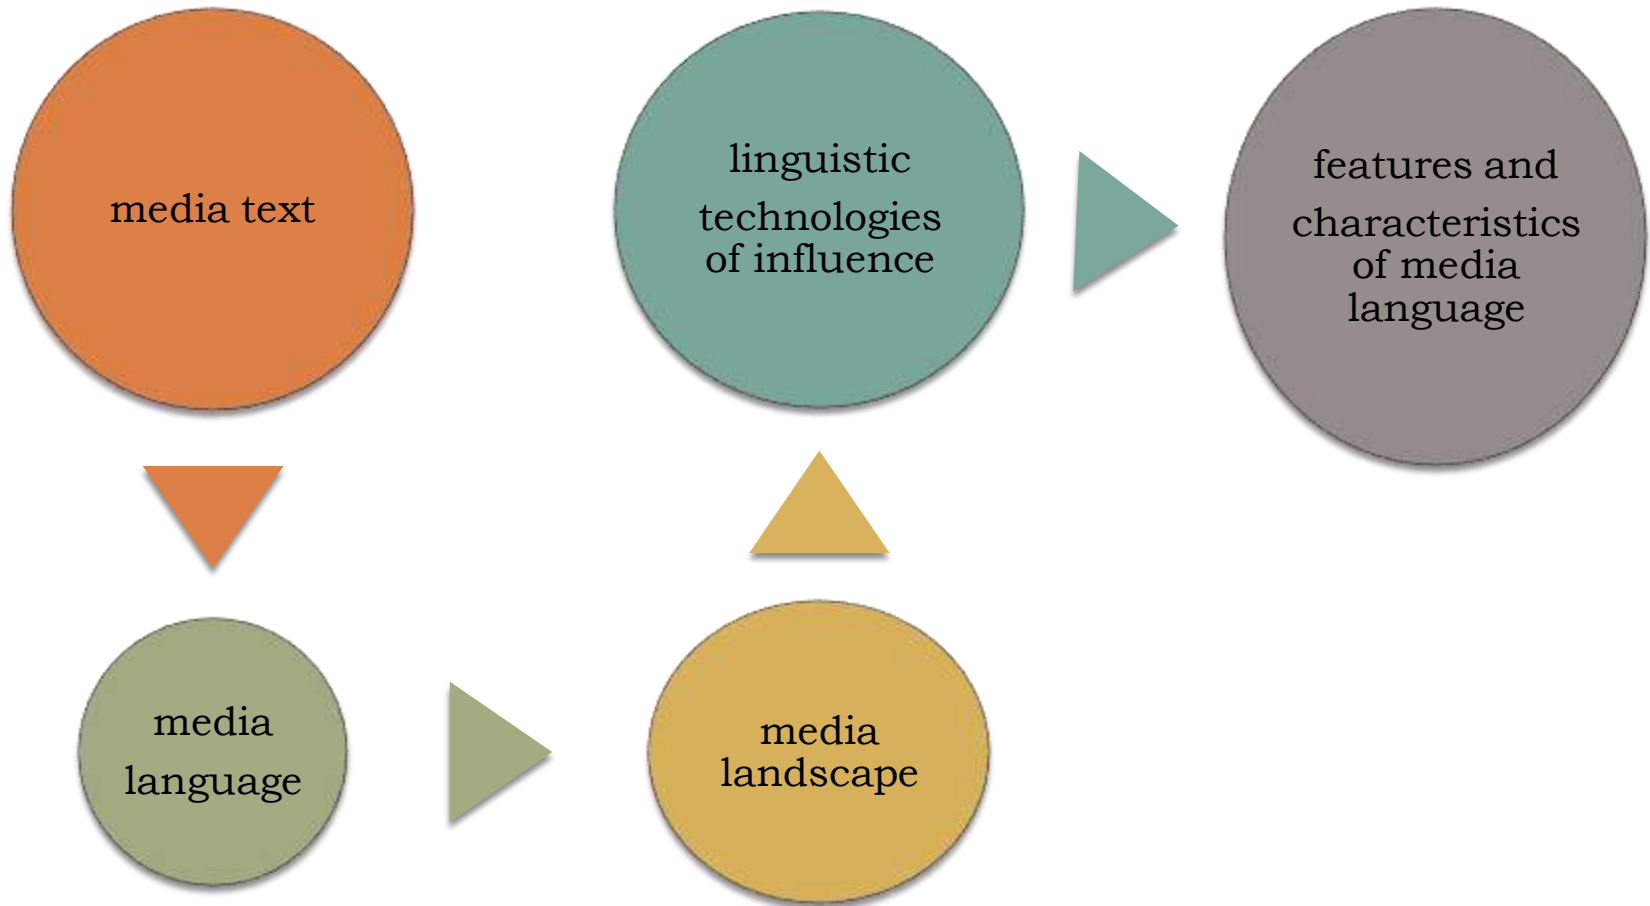 media text
media
language
media
landscape
linguistic
technologies
of influence
features and
characteristics
of media
language